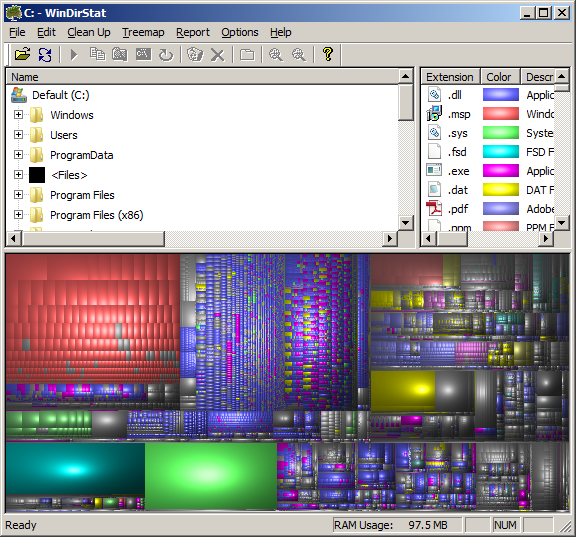 C: - WinDirStat
File Edit Clean Up Treemap Report Options Help
Name
Default (C:)
Windows
Users
ProgramData
<Files>
Program Files
Program Files (x86)
Extension Color Descr
.dll Applic
.msp Windo
.sys Syste
.fsd FSD F
.exe Applic
.dat DAT F
.pdf Adobe
.ppm PPM F
Ready RAM Usage: 97.5 MB NUM